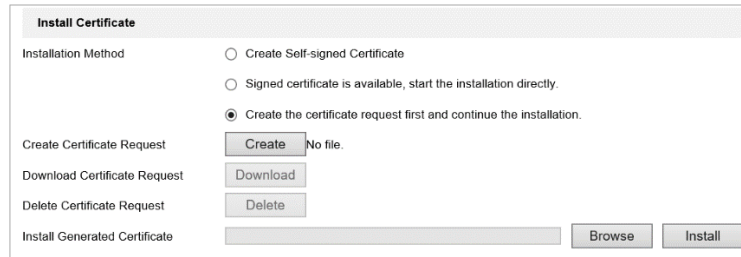 Install Certificate
Installation Method Create Self-signed Certificate
Signed certificate is available, start the installation directly.
Create the certificate request first and continue the installation.
Create Certificate Request Create No file.
Download Certificate Request Download
Delete Certificate Request Delete
Install Generated Certificate Browse Install